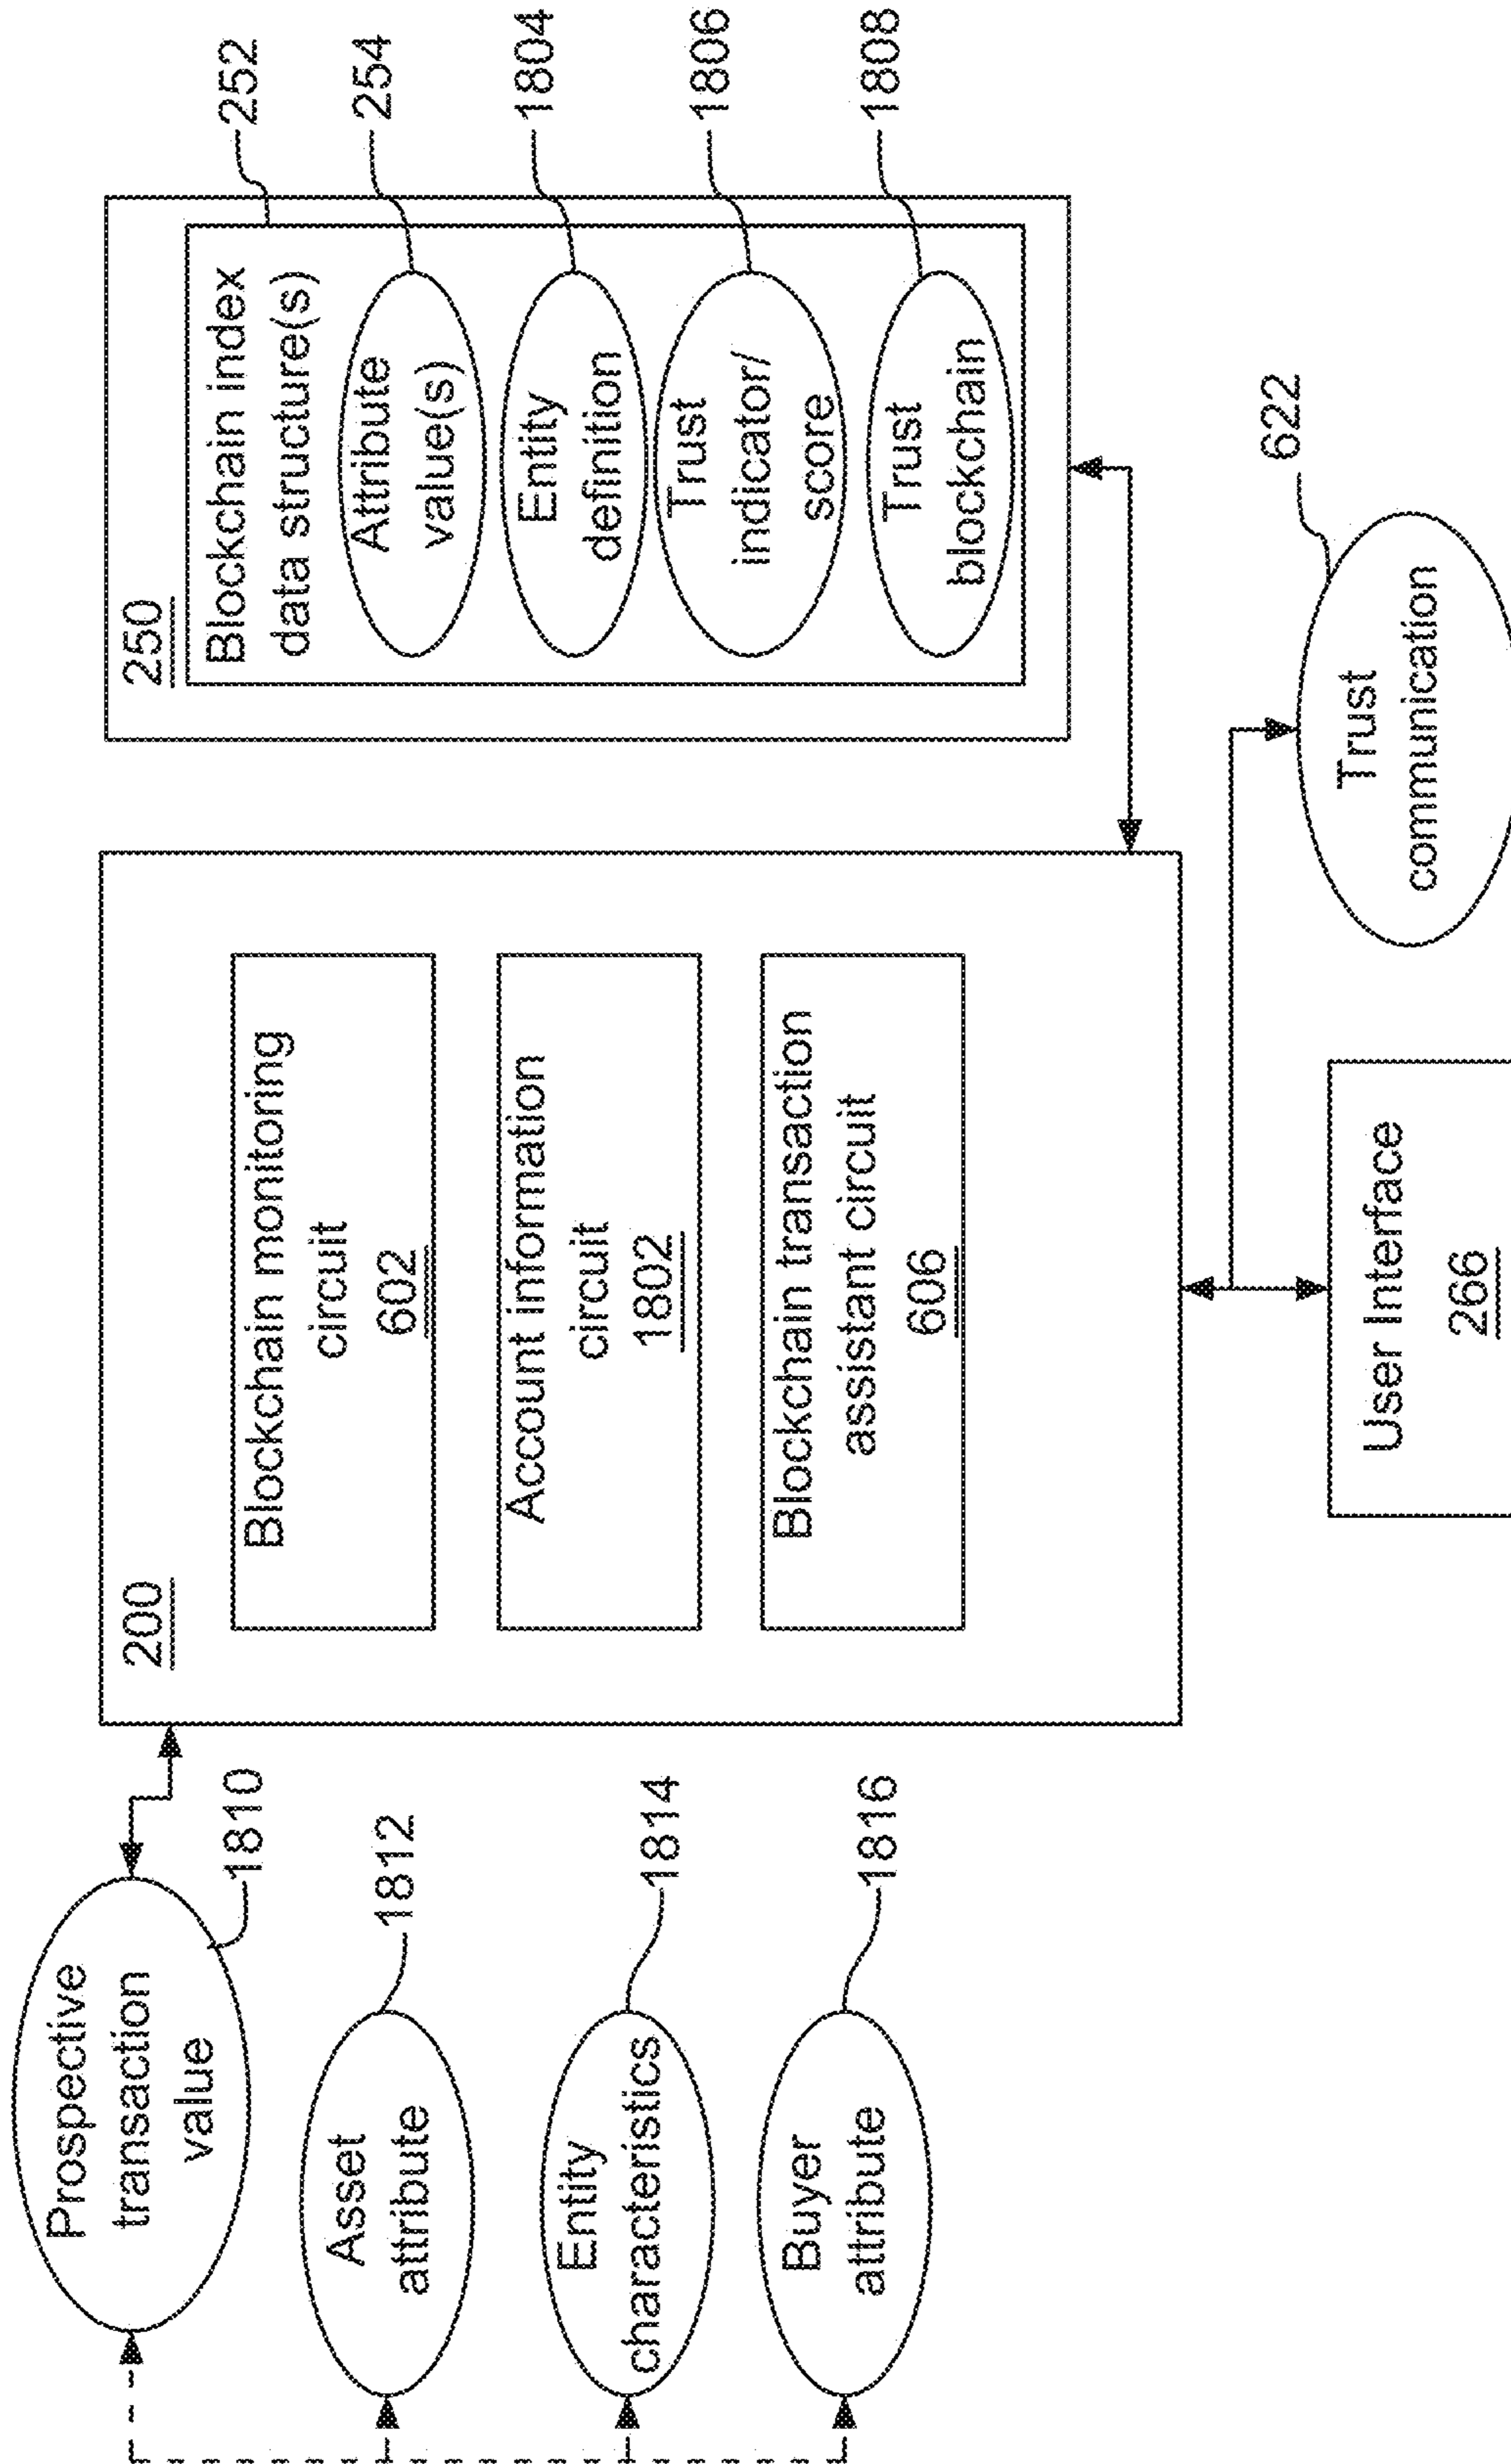 Prospective
transaction
value
1810
Asset
attribute
1812
Entity
characteristics
1814
Buyer
attribute
1816
200
Blockchain monitoring
circuit
602
Account information
circuit
1802
Blockchain transaction
assistant circuit
606
250
Blockchain index
data structure(s)
252
Attribute
value(s)
254
Entity
definition
1804
Trust
indicator/
score
1806
Trust
blockchain
1808
User Interface
266
Trust
communication
622